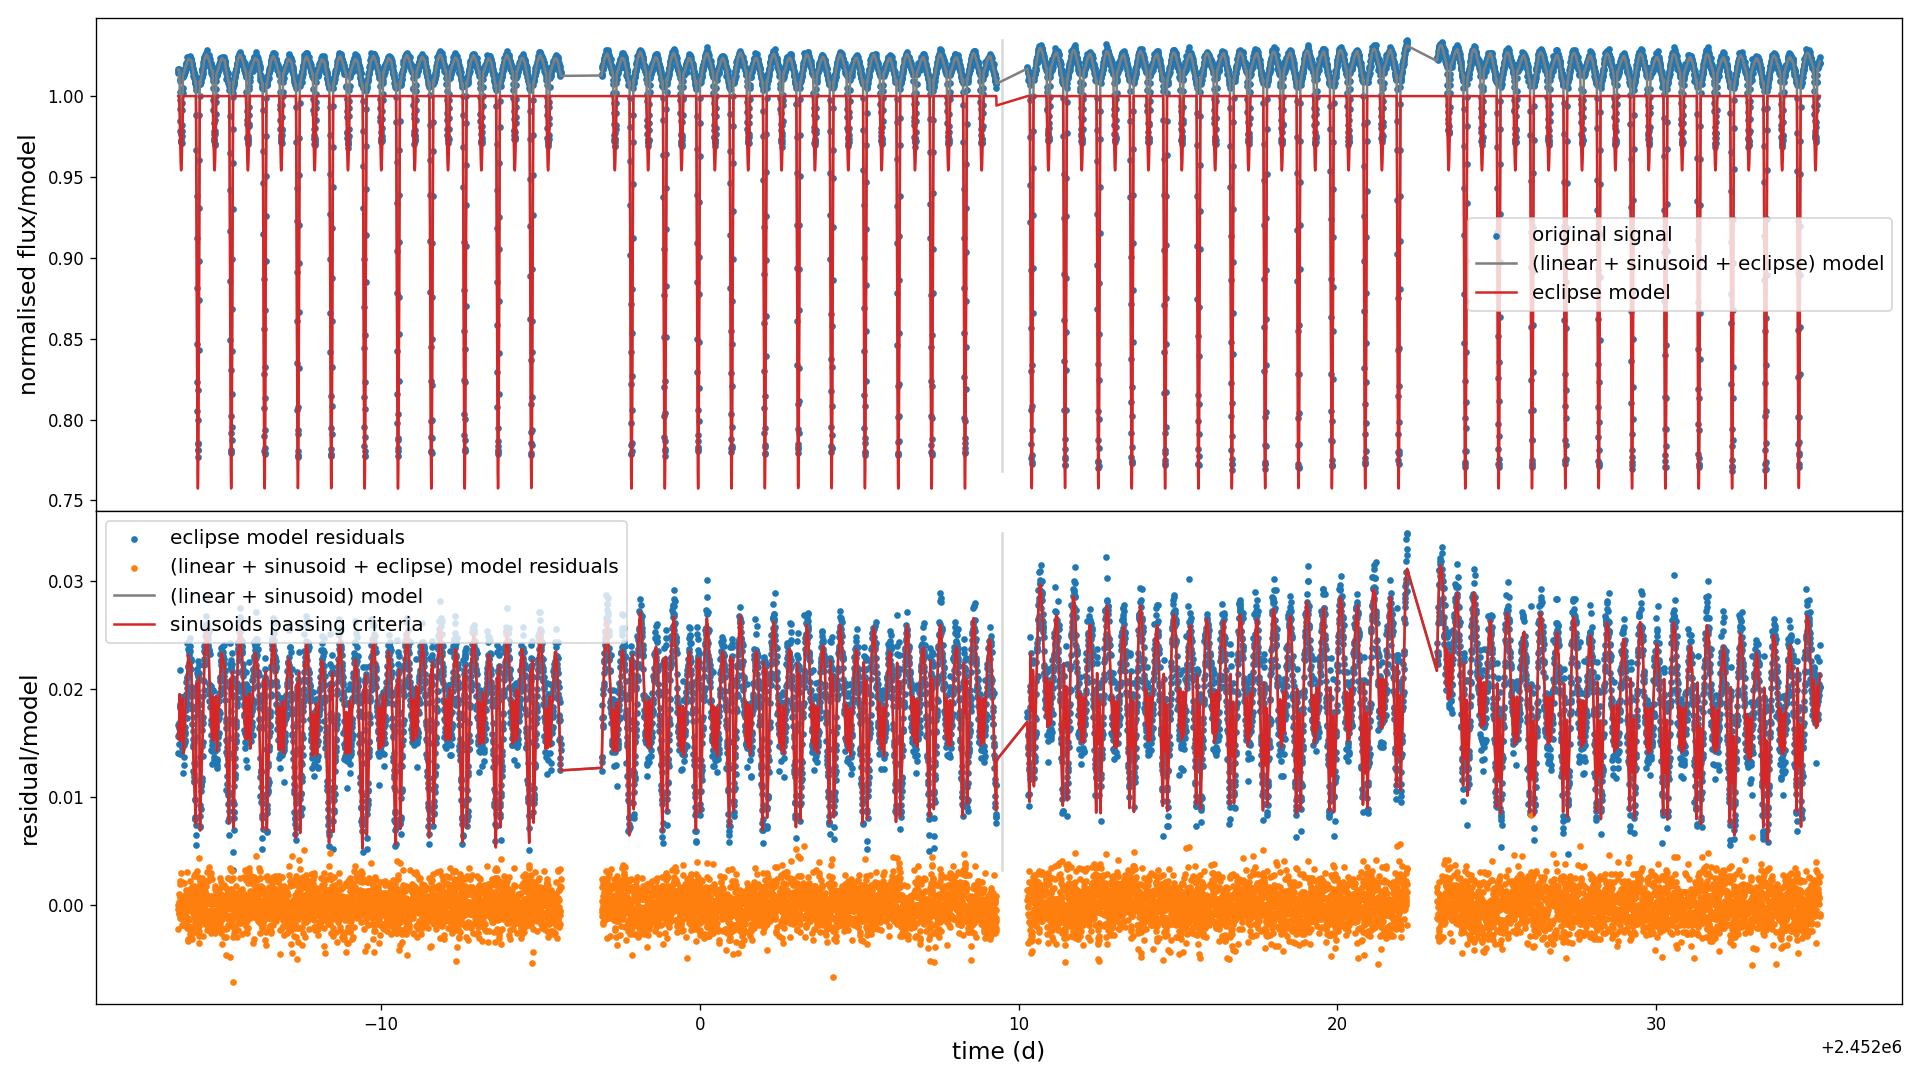 normalised flux/model
1.00
0.95
0.90
0.85
0.80
0.75
original signal
(linear + sinusoid + eclipse) model
eclipse model
residual/model
0.03
0.02
0.01
0.00
eclipse model residuals
(linear + sinusoid + eclipse) model residuals
(linear + sinusoid) model
sinusoids passing criteria
−10
0
10
20
30
time (d)
+2.452e6